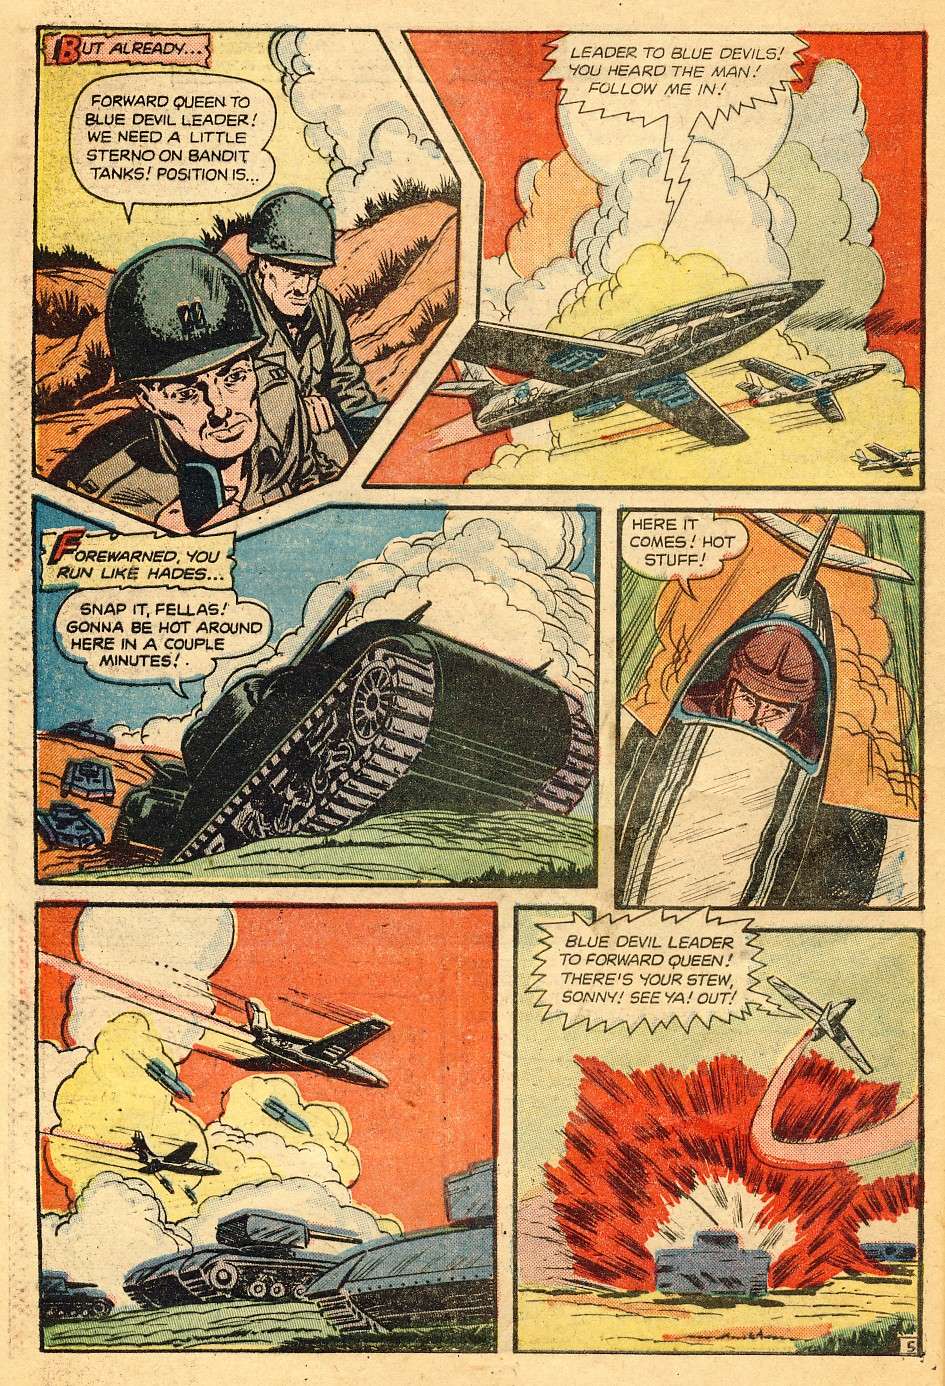 BUT ALREADY...
FORWARD QUEEN TO
BLUE DEVIL LEADER!
WE NEED A LITTLE
STERNO ON BANDIT
TANKS! POSITION IS...
LEADER TO BLUE DEVILS!
YOU HEARD THE MAN!
FOLLOW ME IN!
FOREWARNED, YOU
RUN LIKE HADES...
SNAP IT, FELLAS!
GONNA BE HOT AROUND
HERE IN A COUPLE
MINUTES!
HERE IT
COMES! HOT
STUFF!
BLUE DEVIL LEADER
TO FORWARD QUEEN!
THERE'S YOUR STEW,
SONNY! SEE YA! OUT!
5